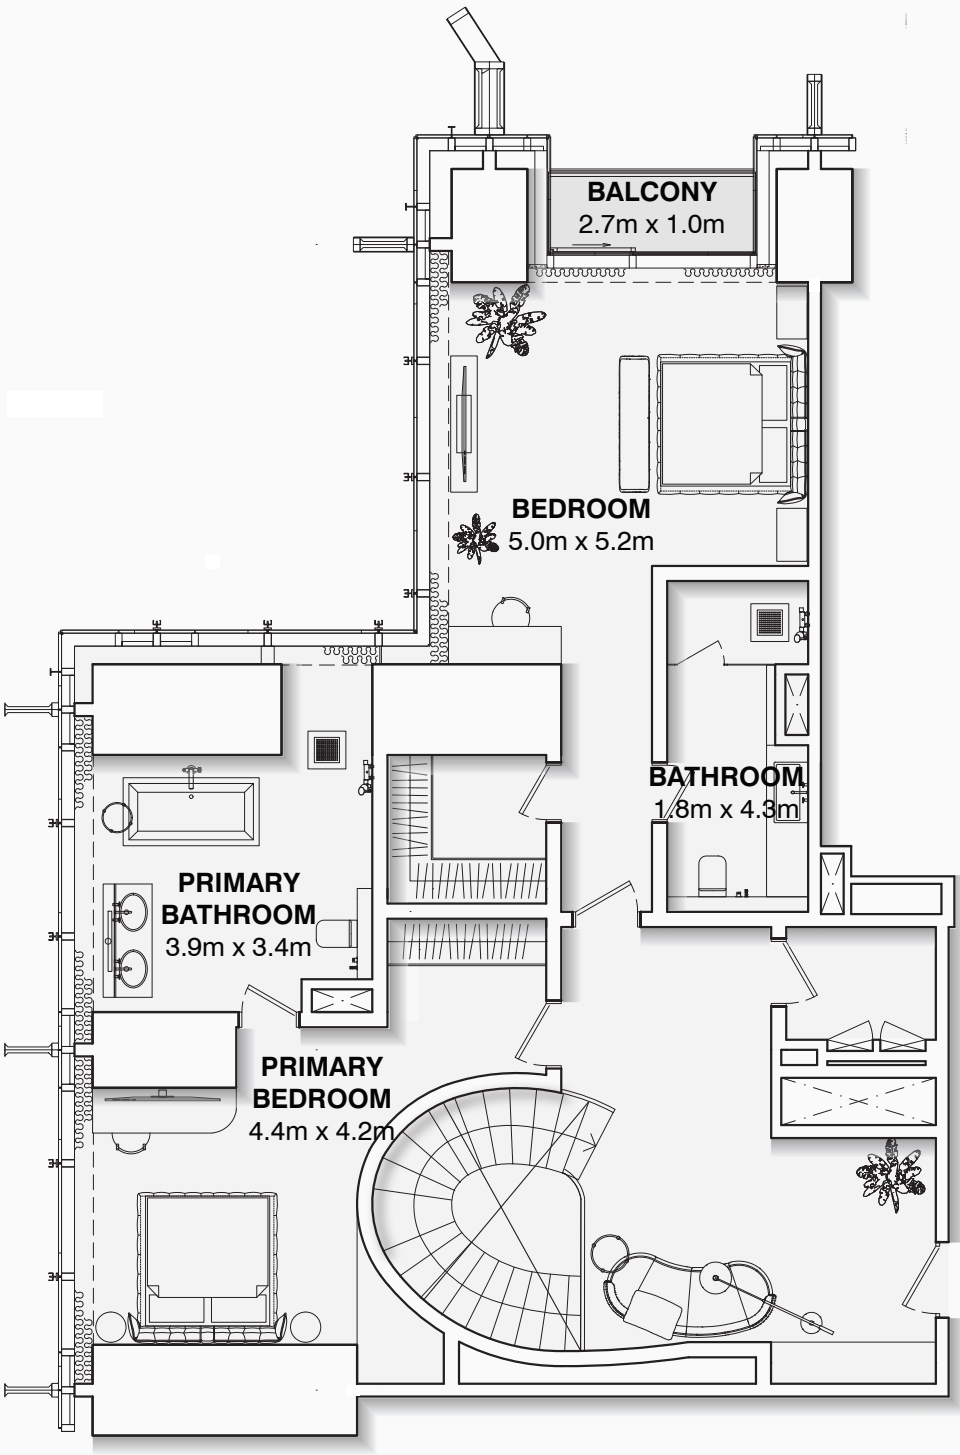 BALCONY
2.7m x 1.0m
BEDROOM
5.0m x 5.2m
BATHROOM
1.8m x 4.3m
PRIMARY
BATHROOM
3.9m x 3.4m
PRIMARY
BEDROOM
4.4m x 4.2m